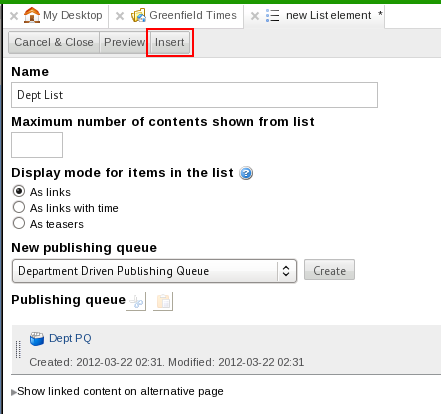 My Desktop Greenfield Times new List element *
Cancel & Close Preview Insert
Name
Dept List
Maximum number of contents shown from list
Display mode for items in the list ?
As links
As links with time
As teasers
New publishing queue
Department Driven Publishing Queue Create
Publishing queue
Dept PQ
Created: 2012-03-22 02:31. Modified: 2012-03-22 02:31
Show linked content on alternative page